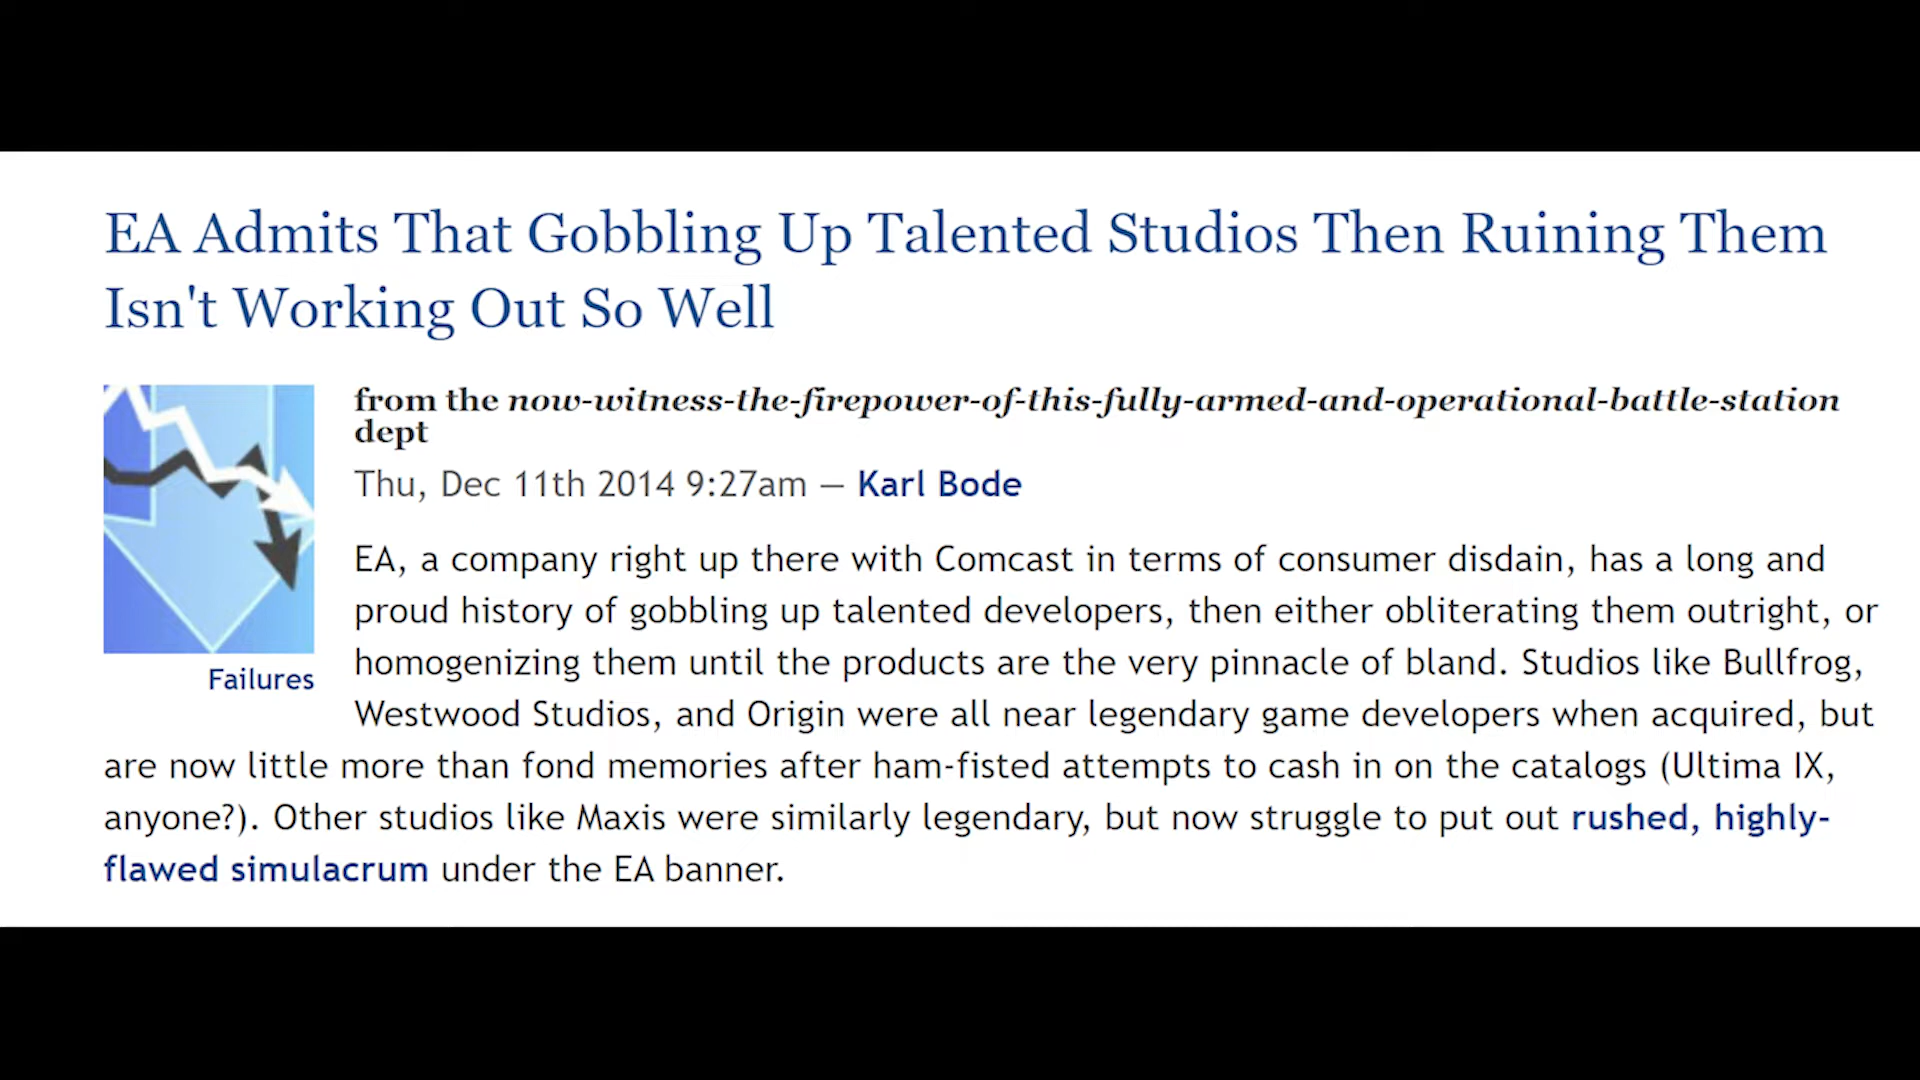 EA Admits That Gobbling Up Talented Studios Then Ruining Them
Isn't Working Out So Well
from the now-witness-the-firepower-of-this-fully-armed-and-operational-battle-station
dept
Thu, Dec 11th 2014 9:27am — Karl Bode
EA, a company right up there with Comcast in terms of consumer disdain, has a long and
proud history of gobbling up talented developers, then either obliterating them outright, or
homogenizing them until the products are the very pinnacle of bland. Studios like Bullfrog,
Failures
Westwood Studios, and Origin were all near legendary game developers when acquired, but
are now little more than fond memories after ham-fisted attempts to cash in on the catalogs (Ultima IX,
anyone?). Other studios like Maxis were similarly legendary, but now struggle to put out rushed, highly-
flawed simulacrum under the EA banner.